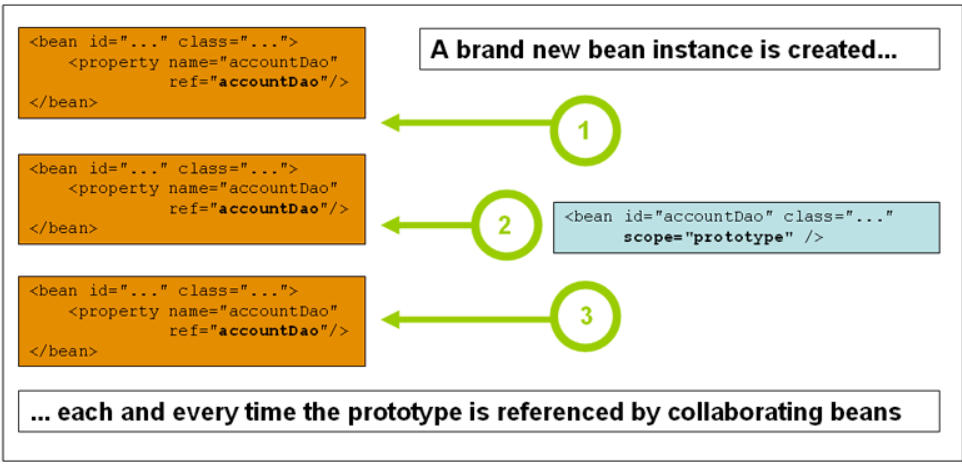 <bean id="..." class="...">
<property name="accountDao"
ref="accountDao"/>
</bean>
A brand new bean instance is created...
1
<bean id="..." class="...">
<property name="accountDao"
ref="accountDao"/>
</bean>
2
<bean id="accountDao" class="..."
scope="prototype" />
<bean id="..." class="...">
<property name="accountDao"
ref="accountDao"/>
</bean>
3
... each and every time the prototype is referenced by collaborating beans